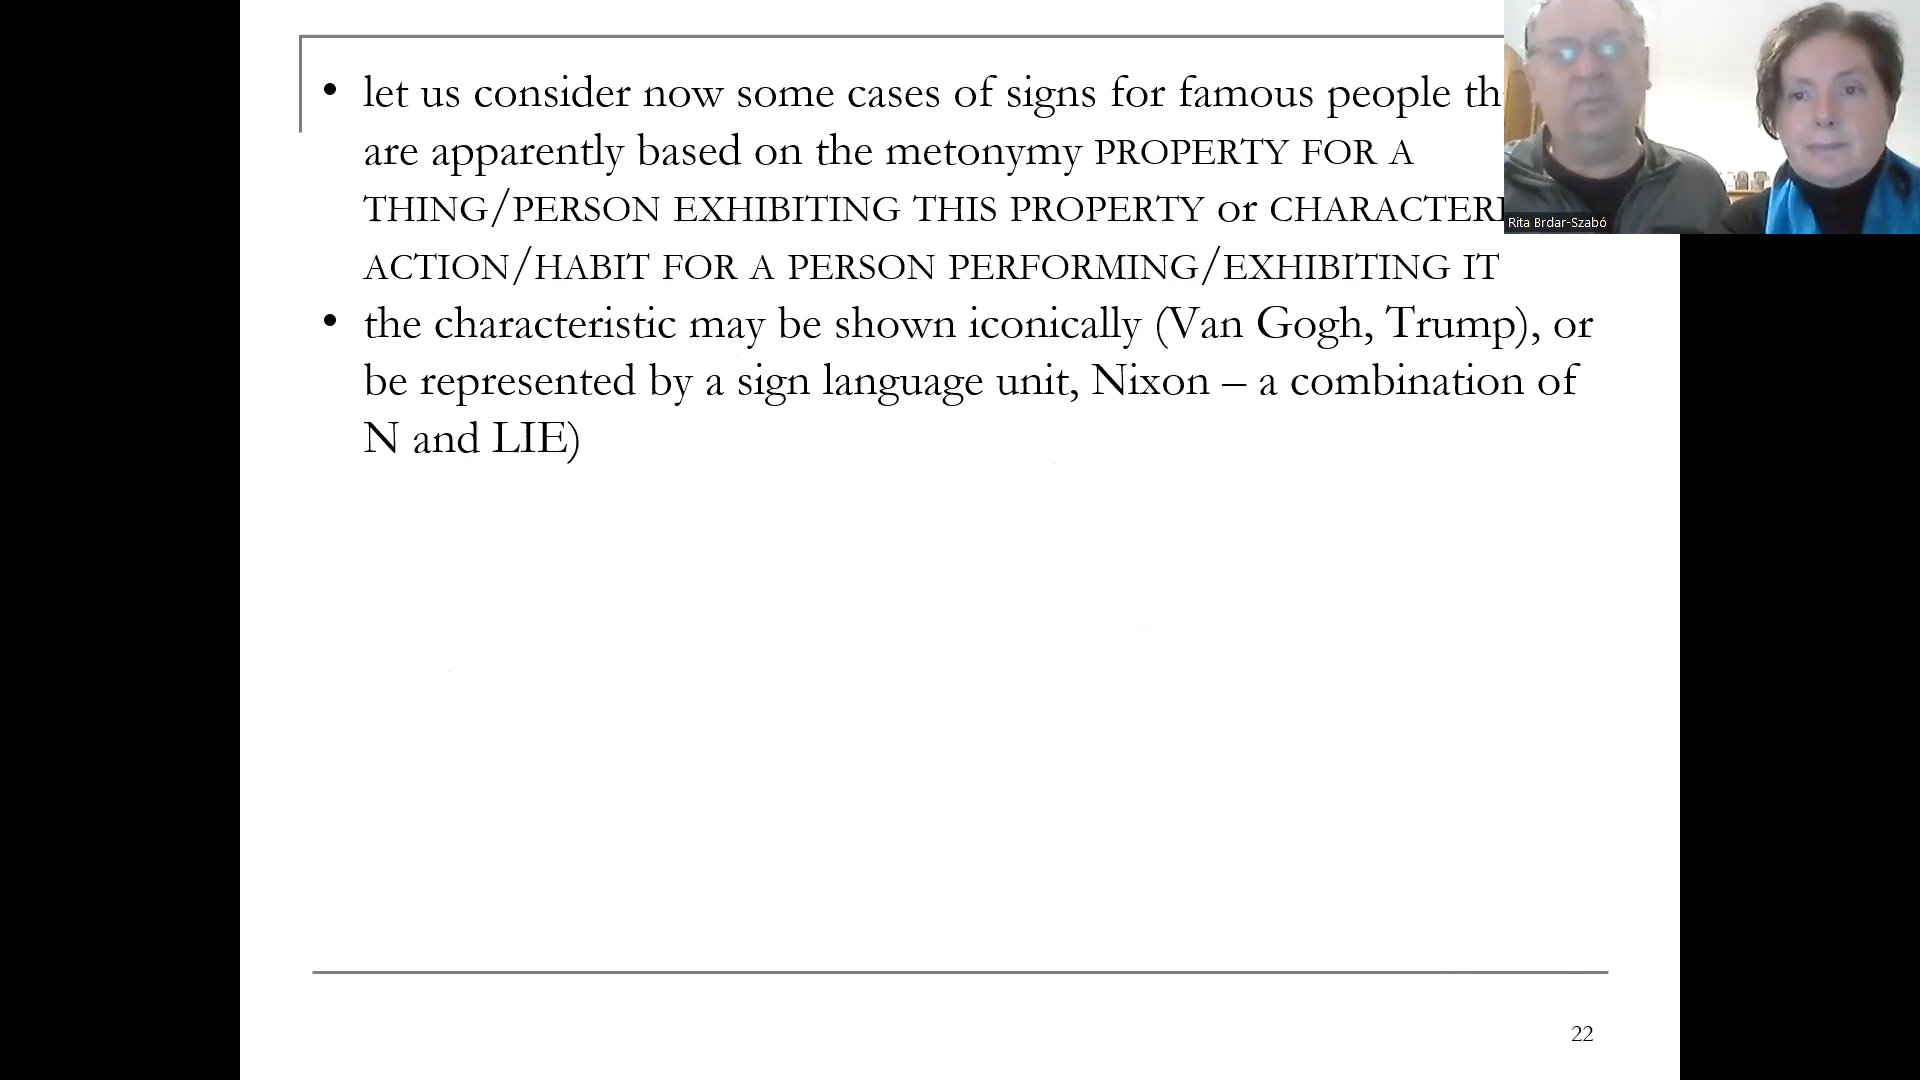 • let us consider now some cases of signs for famous people th
are apparently based on the metonymy PROPERTY FOR A
THING/PERSON EXHIBITING THIS PROPERTY or CHARACTERI
ACTION/HABIT FOR A PERSON PERFORMING/EXHIBITING IT
• the characteristic may be shown iconically (Van Gogh, Trump), or
be represented by a sign language unit, Nixon – a combination of
N and LIE)
Rita Brdar-Szabó
22